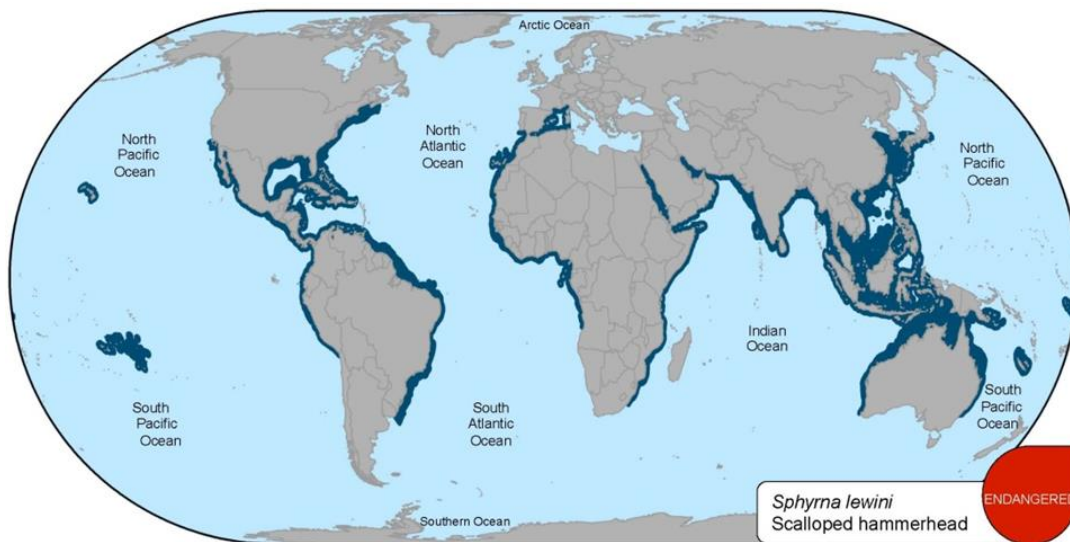 Arctic Ocean
North
Pacific
Ocean
North
Atlantic
Ocean
North
Pacific
Ocean
Indian
Ocean
South
Pacific
Ocean
South
Atlantic
Ocean
South
Pacific
Ocean
Southern Ocean
Sphyrna lewini
Scalloped hammerhead
ENDANGERED